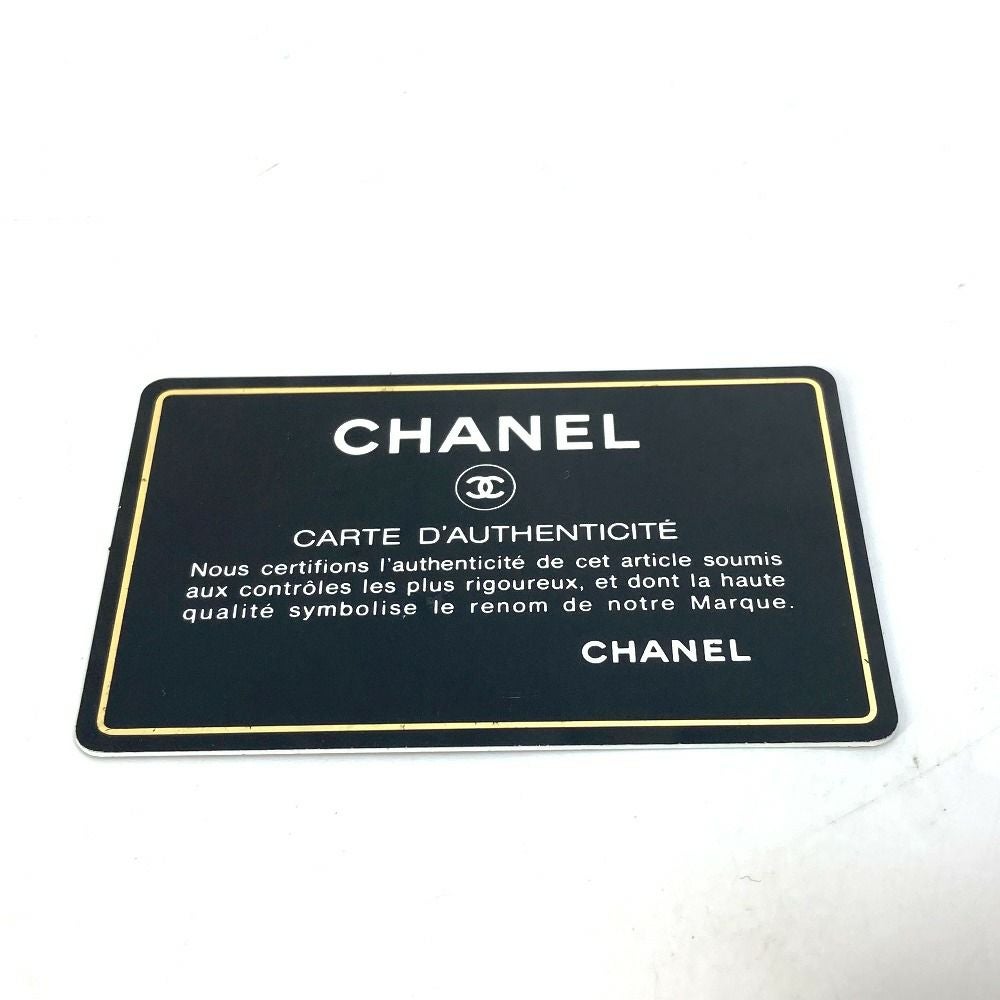 CHANEL
CARTE D'AUTHENTICITÉ
Nous certifions l'authenticité de cet article soumis
aux contrôles les plus rigoureux, et dont la haute
qualité symbolise le renom de notre Marque.
CHANEL